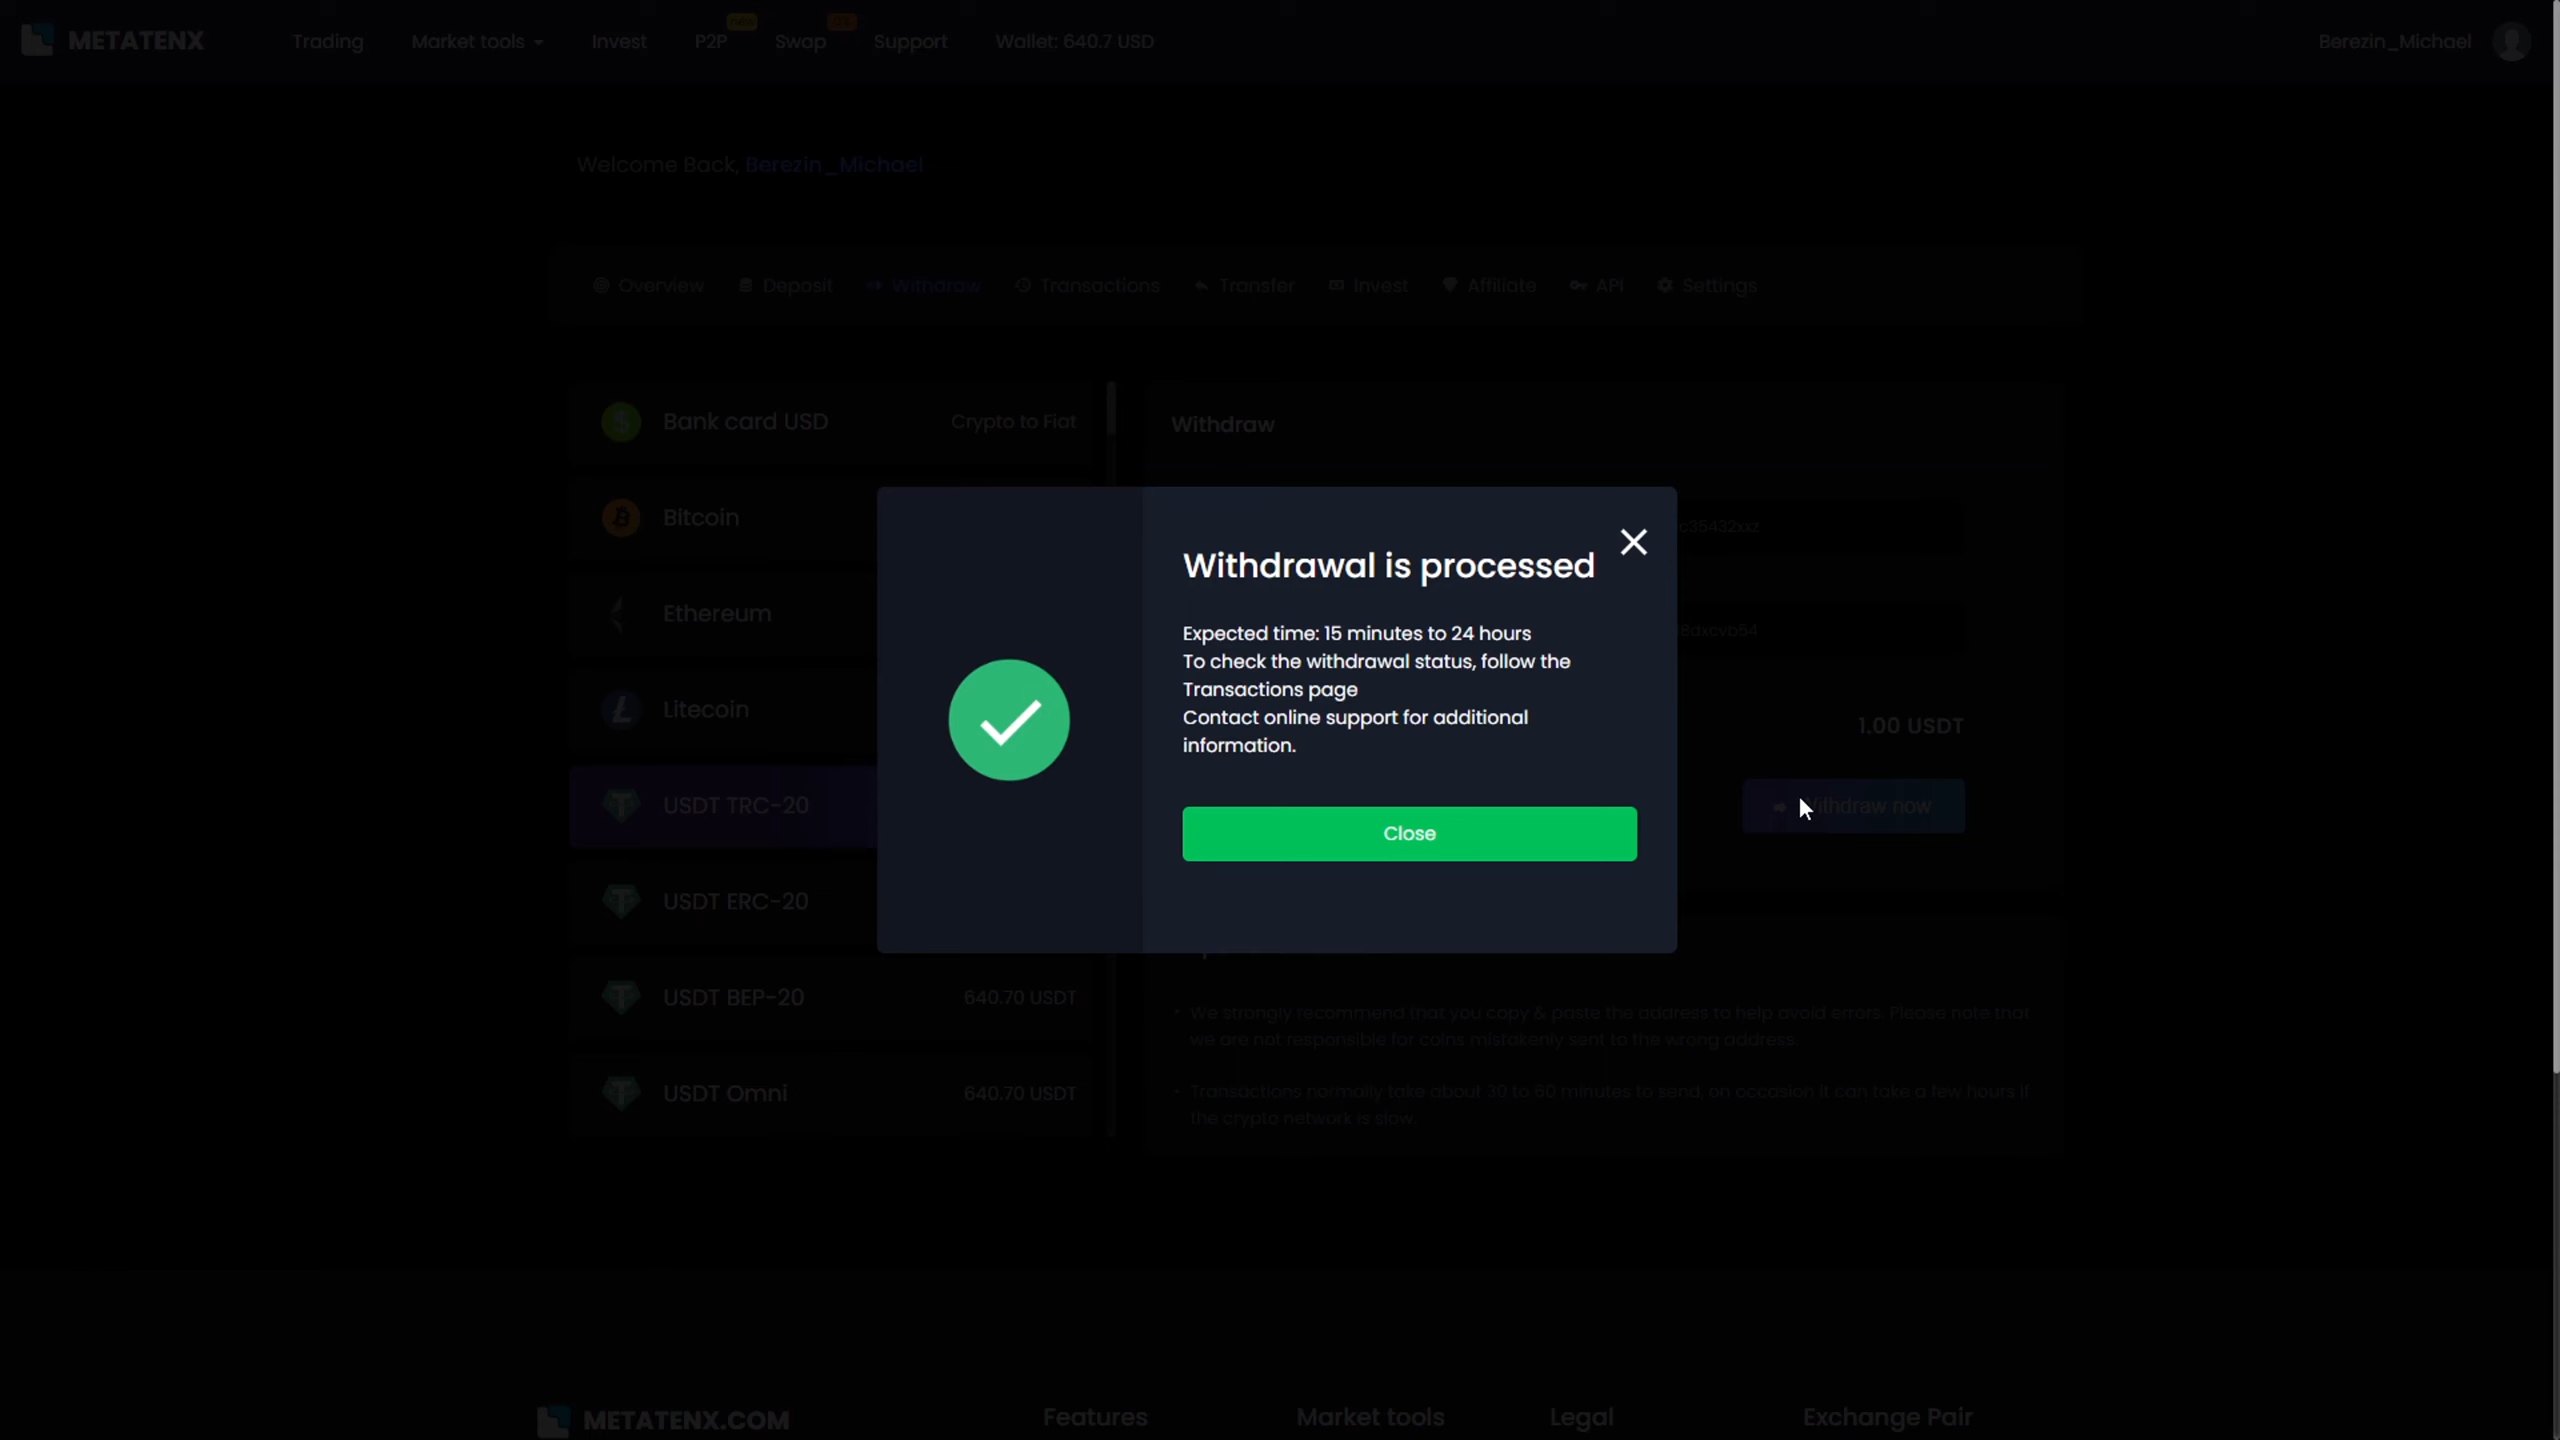 METATENX
Trading
Market tools
Invest
P2P
new
Swap
Support
Wallet: 640.7 USD
Berezin_Michael
Welcome Back, Berezin_Michael
Overview
Deposit
Withdraw
Transactions
Transfer
Invest
Affiliate
API
Settings
Bank card USD
Crypto to Fiat
Bitcoin
Ethereum
Litecoin
USDT TRC-20
USDT ERC-20
USDT BEP-20
640.70 USDT
USDT Omni
640.70 USDT
Withdraw
c35432xxz
8axcvb54
1.00 USDT
Withdraw now
Withdrawal is processed
Expected time: 15 minutes to 24 hours
To check the withdrawal status, follow the
Transactions page
Contact online support for additional
information.
Close
We strongly recommend that you copy & paste the address to help avoid errors. Please note that
we are not responsible for coins mistakenly sent to the wrong address.
Transactions normally take about 30 to 60 minutes to send, on occasion it can take a few hours if
the crypto network is slow.
METATENX.COM
Features
Market tools
Legal
Exchange Pair